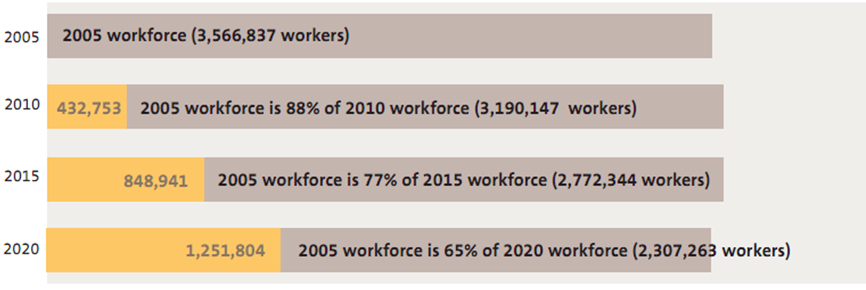 2005 2005 workforce (3,566,837 workers)
2010 432,753 2005 workforce is 88% of 2010 workforce (3,190,147 workers)
2015 848,941 2005 workforce is 77% of 2015 workforce (2,772,344 workers)
2020 1,251,804 2005 workforce is 65% of 2020 workforce (2,307,263 workers)